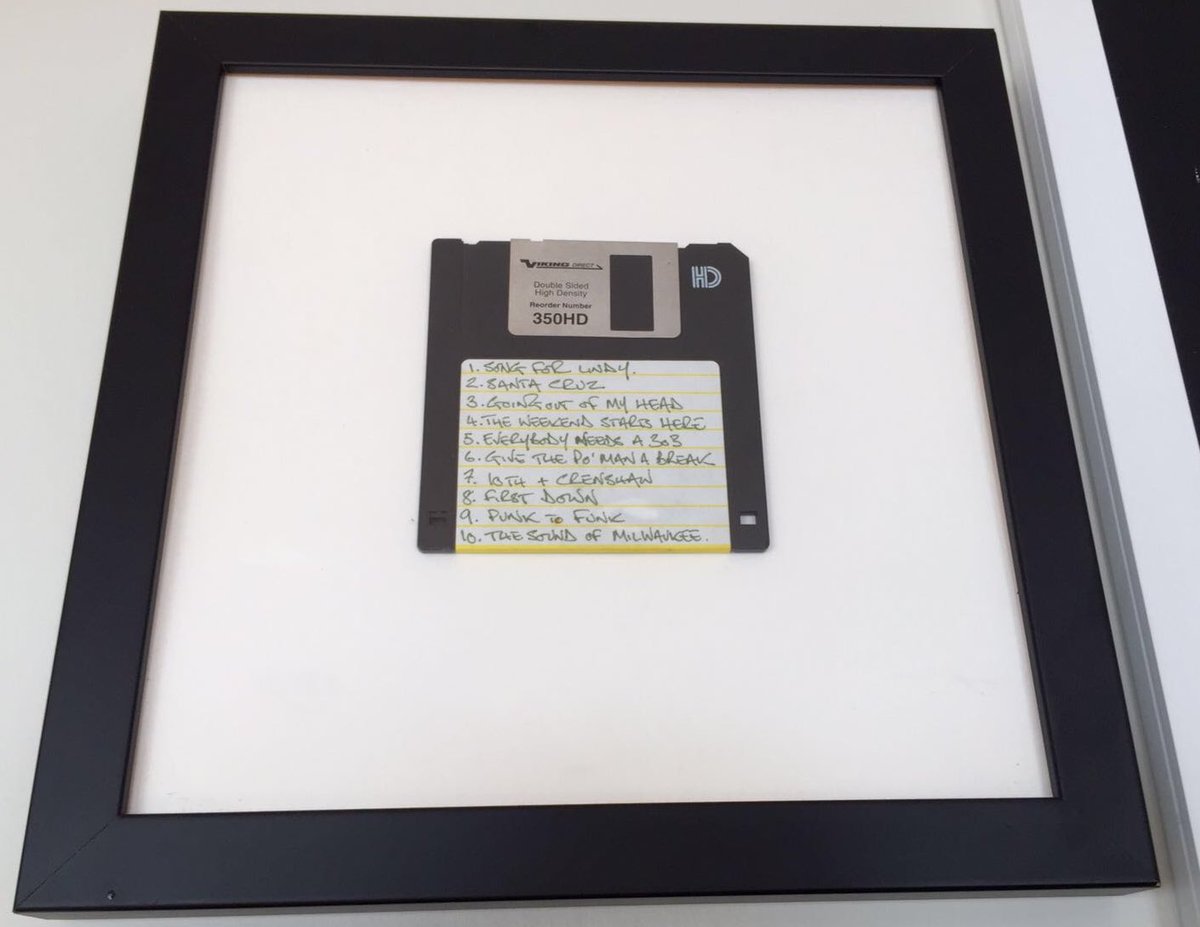 VIKING DIRECT
HD
Double Sided
High Density
Reorder Number
350HD
1. SONG FOR LINDY.
2. SANTA CRUZ
3. GOING OUT OF MY HEAD
4. THE WEEKEND STARTS HERE
5. EVERYBODY NEEDS A 303
6. GIVE THE PO' MAN A BREAK
7. 10TH + CRENSHAW
8. FIRST DOWN
9. PUNK TO FUNK
10. THE SOUND OF MILWAUKEE.